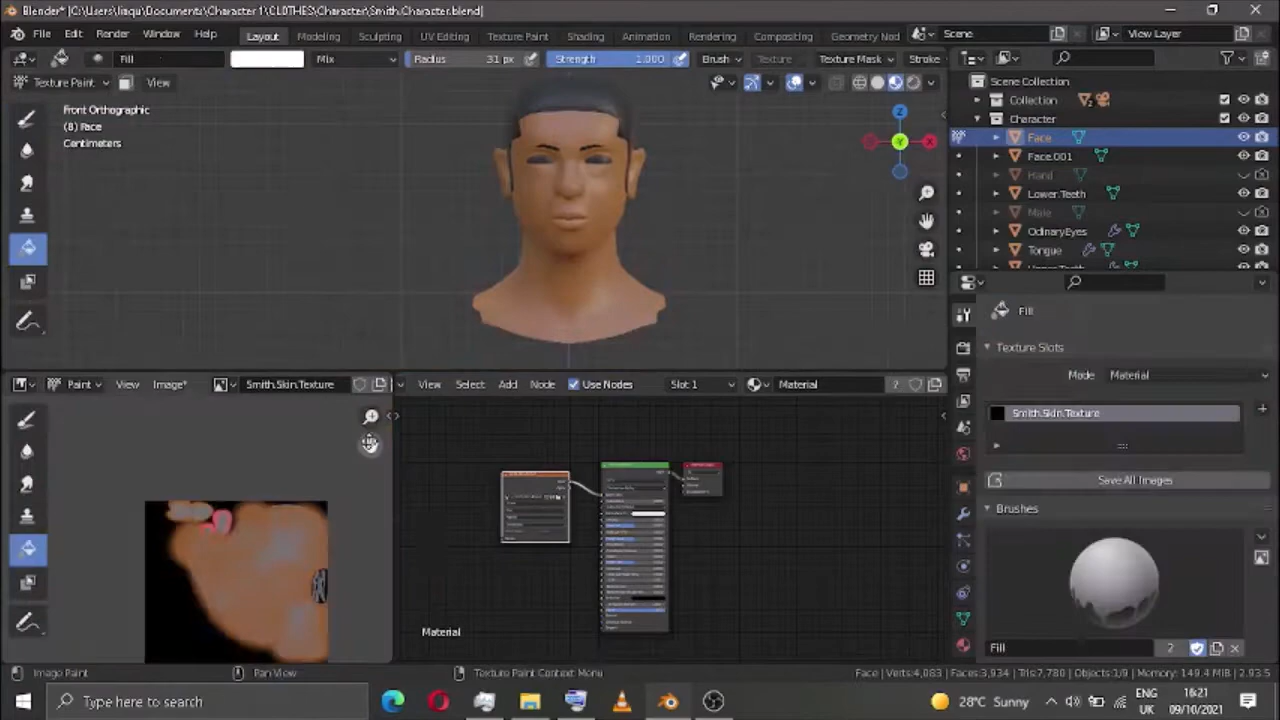 Blender* [C:\Users\liaqu\Documents\Character 1\CLOTHES\Character\Smith.Character.blend]
File Edit Render Window Help Layout Modeling Sculpting UV Editing Texture Paint Shading Animation Rendering Compositing Geometry Nod Scene View Layer
Fill Mix Radius 31 px Strength 1.000 Brush Texture Texture Mask Stroke
Texture Paint View
Scene Collection
Collection
Character
Face
Face.001
Hand
Lower.Teeth
Male
OdinaryEyes
Tongue
Upper.Teeth
Front Orthographic
(8) Face
Centimeters
Z
X
Y
Fill
Texture Slots
Mode Material
Smith.Skin.Texture
Save All Images
Brushes
Fill 2
Paint View Image* Smith.Skin.Texture
View Select Add Node Use Nodes Slot 1 Material ?
Material
Image Paint Pan View Texture Paint Context Menu Face | Verts:4,083 | Faces:3,934 | Tris:7,780 | Objects:1/9 | Memory: 149.4 MiB | 2.93.5
Type here to search
28°C Sunny
ENG
UK
16:21
09/10/2021